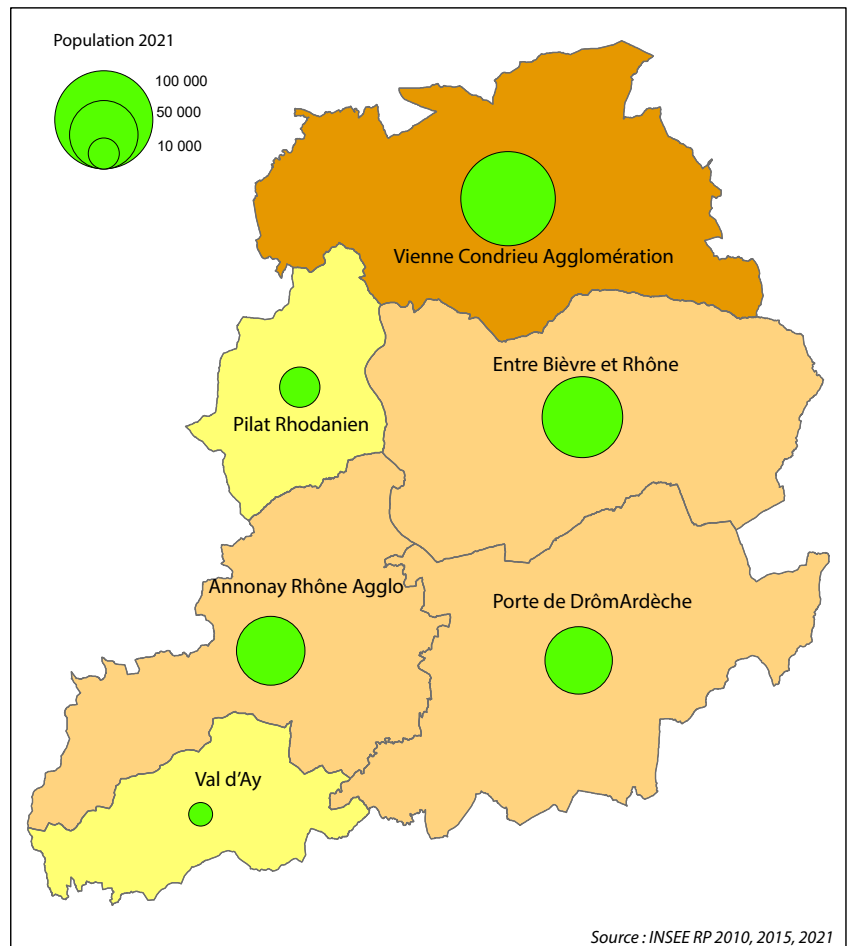 Population 2021
100 000
50 000
10 000
Vienne Condrieu Agglomération
Entre Bièvre et Rhône
Pilat Rhodanien
Annonay Rhône Agglo
Porte de DrômArdèche
Val d'Ay
Source : INSEE RP 2010, 2015, 2021